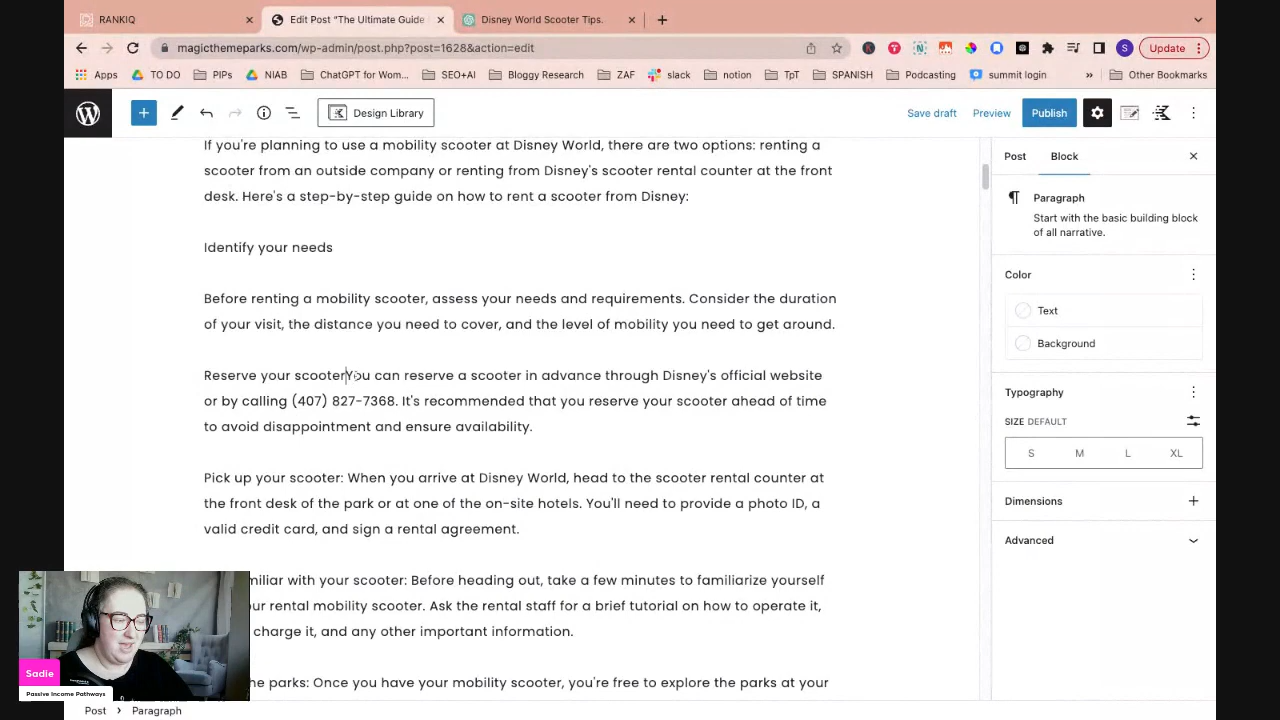 RANKIQ
Edit Post “The Ultimate Guide
Disney World Scooter Tips.
magicthemeparks.com/wp-admin/post.php?post=1628&action=edit
S
Update
Apps
TO DO
PIPs
NIAB
ChatGPT for Wom...
SEO+AI
Bloggy Research
ZAF
slack
notion
TpT
SPANISH
Podcasting
summit login
»
Other Bookmarks
Design Library
Save draft
Preview
Publish
If you're planning to use a mobility scooter at Disney World, there are two options: renting a
scooter from an outside company or renting from Disney's scooter rental counter at the front
desk. Here's a step-by-step guide on how to rent a scooter from Disney:
Identify your needs
Before renting a mobility scooter, assess your needs and requirements. Consider the duration
of your visit, the distance you need to cover, and the level of mobility you need to get around.
Reserve your scooterYou can reserve a scooter in advance through Disney's official website
or by calling (407) 827-7368. It's recommended that you reserve your scooter ahead of time
to avoid disappointment and ensure availability.
Pick up your scooter: When you arrive at Disney World, head to the scooter rental counter at
the front desk of the park or at one of the on-site hotels. You'll need to provide a photo ID, a
valid credit card, and sign a rental agreement.
miliar with your scooter: Before heading out, take a few minutes to familiarize yourself
ur rental mobility scooter. Ask the rental staff for a brief tutorial on how to operate it,
charge it, and any other important information.
he parks: Once you have your mobility scooter, you're free to explore the parks at your
Post
Block
Paragraph
Start with the basic building block
of all narrative.
Color
Text
Background
Typography
SIZE DEFAULT
S M L XL
Dimensions
Advanced
Sadie
Passive Income Pathways
Post › Paragraph